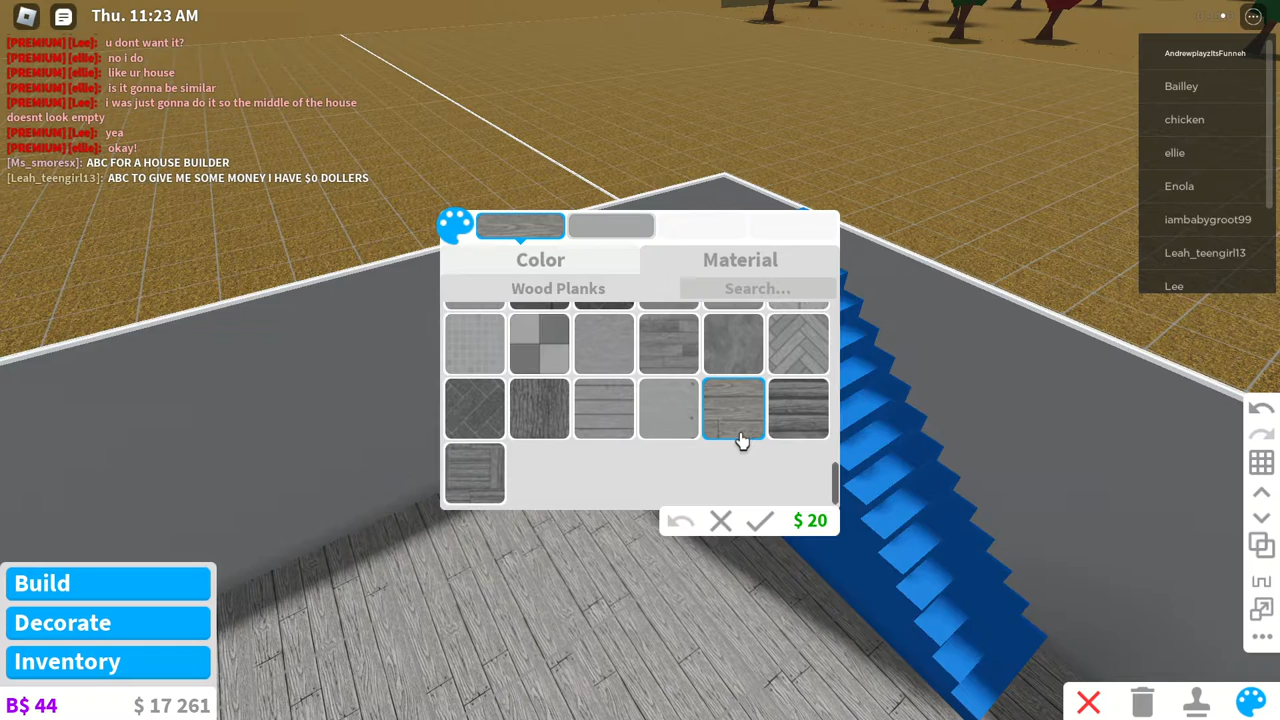 Thu. 11:23 AM
[PREMIUM] [Lee]: u dont want it?
[PREMIUM] [ellie]: no i do
[PREMIUM] [ellie]: like ur house
[PREMIUM] [ellie]: is it gonna be similar
[PREMIUM] [Lee]: i was just gonna do it so the middle of the house
doesnt look empty
[PREMIUM] [Lee]: yea
[PREMIUM] [ellie]: okay!
[Ms_smoresx]: ABC FOR A HOUSE BUILDER
[Leah_teengirl13]: ABC TO GIVE ME SOME MONEY I HAVE $0 DOLLERS
AndrewplayzItsFunneh
Bailley
chicken
ellie
Enola
iambabygroot99
Leah_teengirl13
Lee
Color
Material
Wood Planks
Search...
$ 20
Build
Decorate
Inventory
B$ 44
$ 17 261